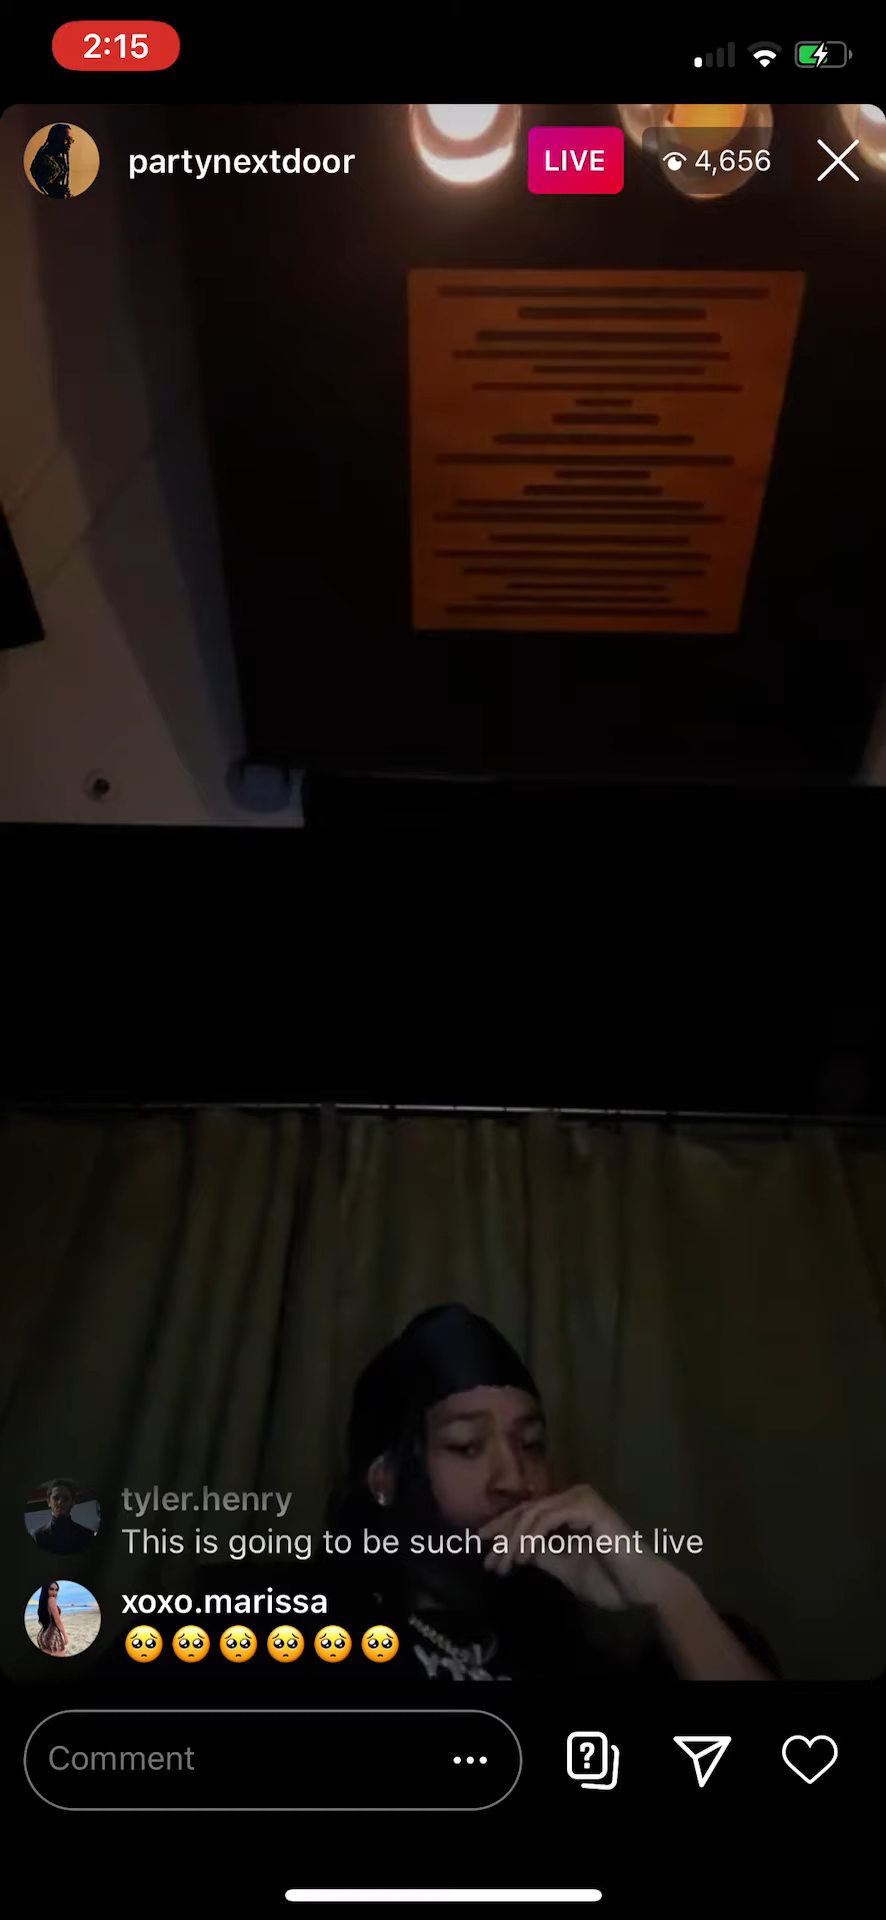 2:15
partynextdoor LIVE 4,656
tyler.henry
This is going to be such a moment live
xoxo.marissa
🥺🥺🥺🥺🥺🥺
Comment